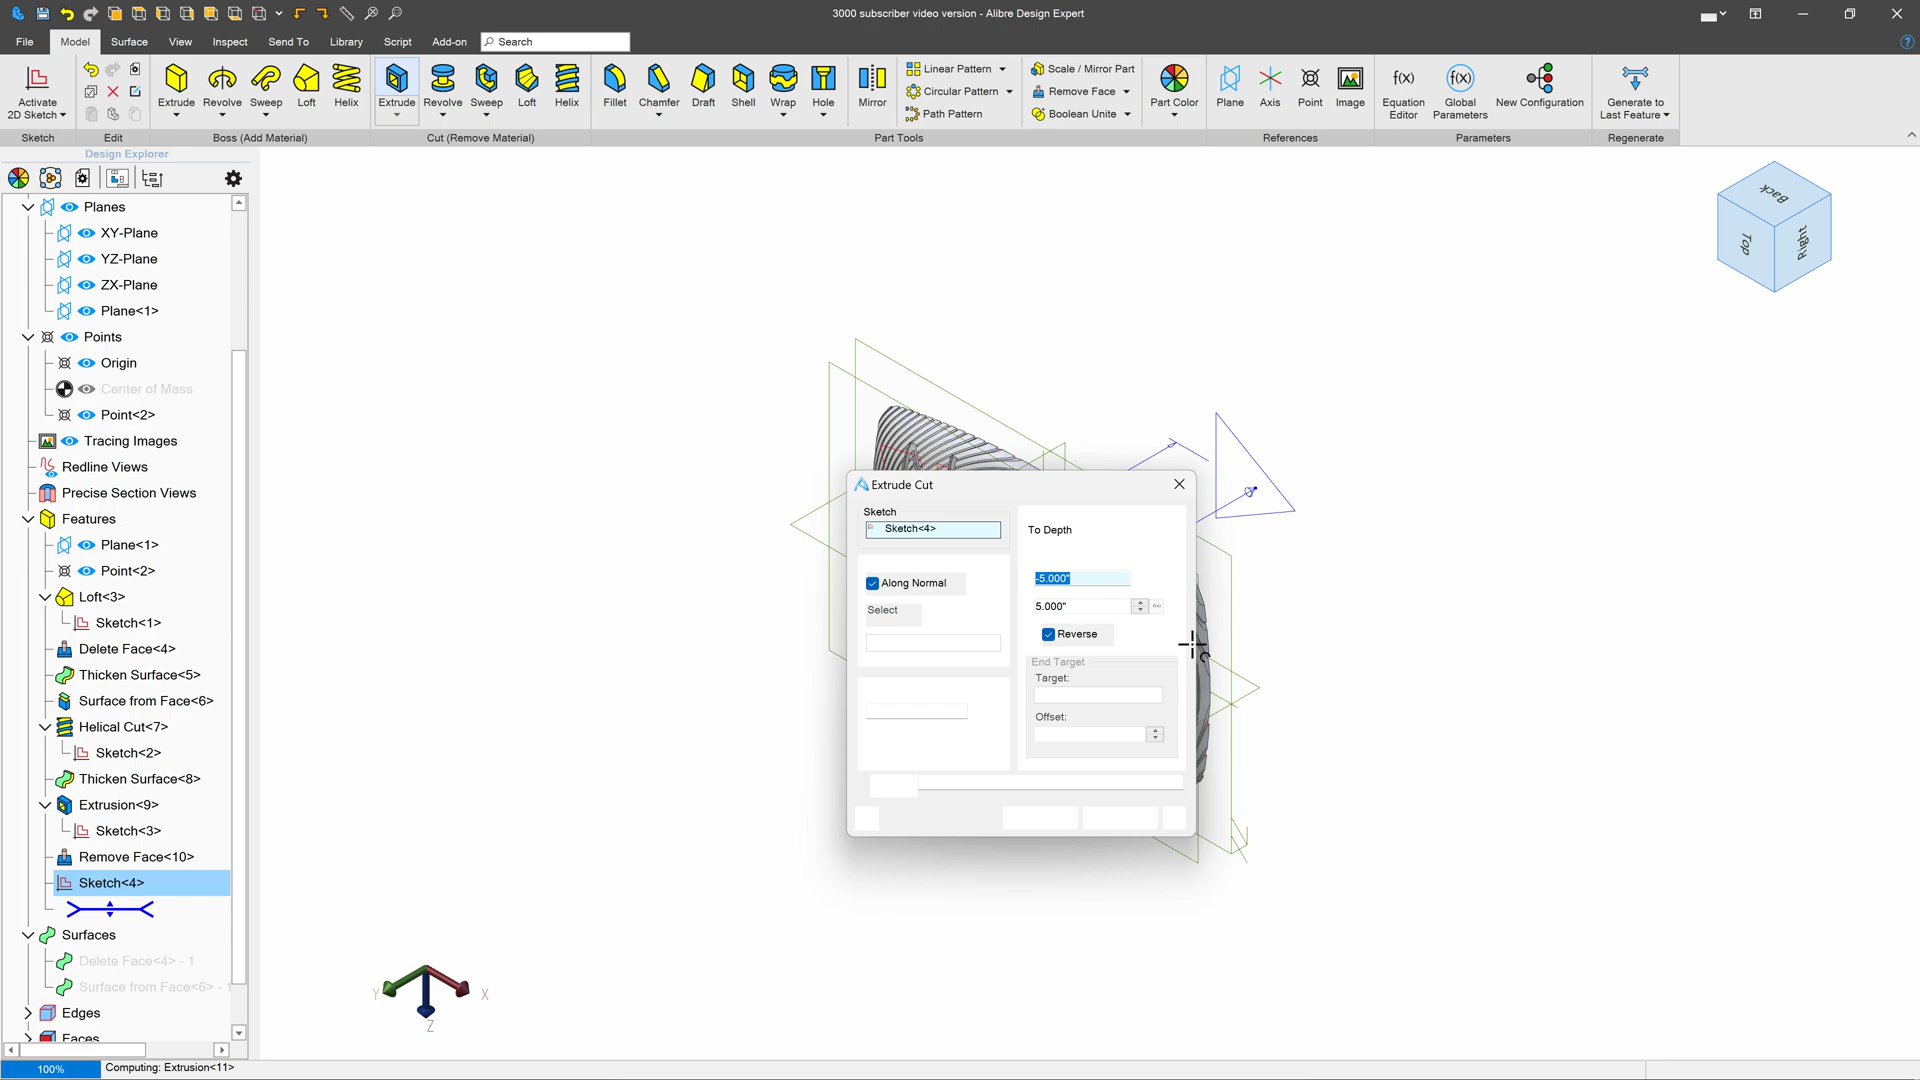 3000 subscriber video version - Alibre Design Expert
File
Model
Surface
View
Inspect
Send To
Library
Script
Add-on
Search
Activate
2D Sketch
Sketch
Edit
Extrude
Revolve
Sweep
Loft
Helix
Boss (Add Material)
Extrude
Revolve
Sweep
Loft
Helix
Cut (Remove Material)
Fillet
Chamfer
Draft
Shell
Wrap
Hole
Mirror
Linear Pattern
Circular Pattern
Path Pattern
Scale / Mirror Part
Remove Face
Boolean Unite
Part Tools
Part Color
Plane
Axis
Point
Image
References
f(x)
Equation
Editor
f(x)
Global
Parameters
New Configuration
Parameters
Generate to
Last Feature
Regenerate
Design Explorer
Planes
XY-Plane
YZ-Plane
ZX-Plane
Plane<1>
Points
Origin
Center of Mass
Point<2>
Tracing Images
Redline Views
Precise Section Views
Features
Plane<1>
Point<2>
Loft<3>
Sketch<1>
Delete Face<4>
Thicken Surface<5>
Surface from Face<6>
Helical Cut<7>
Sketch<2>
Thicken Surface<8>
Extrusion<9>
Sketch<3>
Remove Face<10>
Sketch<4>
Surfaces
Delete Face<4> - 1
Surface from Face<6> - 1
Edges
Faces
100%
Computing: Extrusion<11>
Back
Top
Right
Extrude Cut
Sketch
Sketch<4>
Along Normal
Select
To Depth
-5.000"
5.000"
Reverse
End Target
Target:
Offset:
Y
X
Z